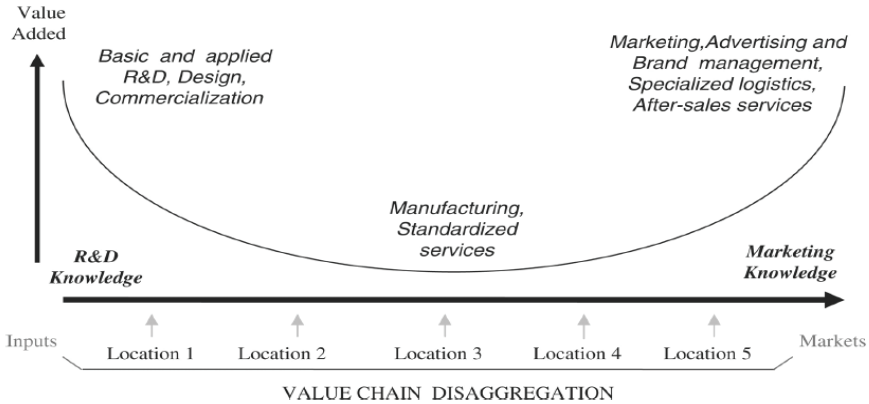 Value
Added
Basic and applied
R&D, Design,
Commercialization
Marketing,Advertising and
Brand management,
Specialized logistics,
After-sales services
Manufacturing,
Standardized
services
R&D
Knowledge
Marketing
Knowledge
Inputs
Location 1
Location 2
Location 3
Location 4
Location 5
Markets
VALUE CHAIN DISAGGREGATION